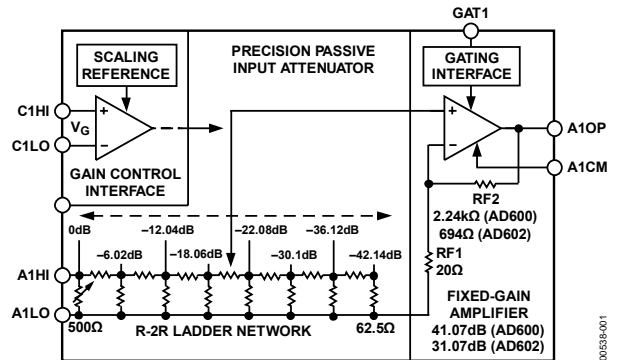 GAT1
SCALING
REFERENCE
PRECISION PASSIVE
INPUT ATTENUATOR
GATING
INTERFACE
C1HI
VG
C1LO
+
–
GAIN CONTROL
INTERFACE
+
–
A1OP
A1CM
RF2
2.24kΩ (AD600)
694Ω (AD602)
RF1
20Ω
0dB
–6.02dB
–12.04dB
–18.06dB
–22.08dB
–30.1dB
–36.12dB
–42.14dB
A1HI
A1LO
500Ω
R-2R LADDER NETWORK
62.5Ω
FIXED-GAIN
AMPLIFIER
41.07dB (AD600)
31.07dB (AD602)
00538-001